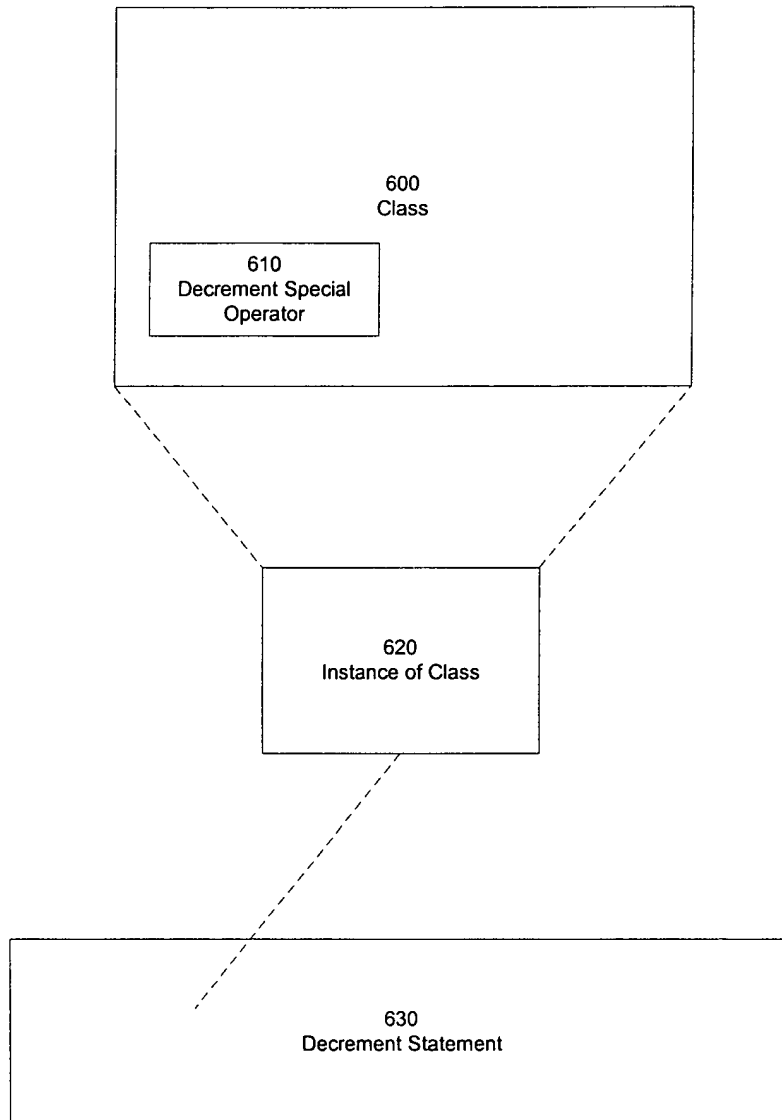 600
Class
610
Decrement Special
Operator
620
Instance of Class
630
Decrement Statement